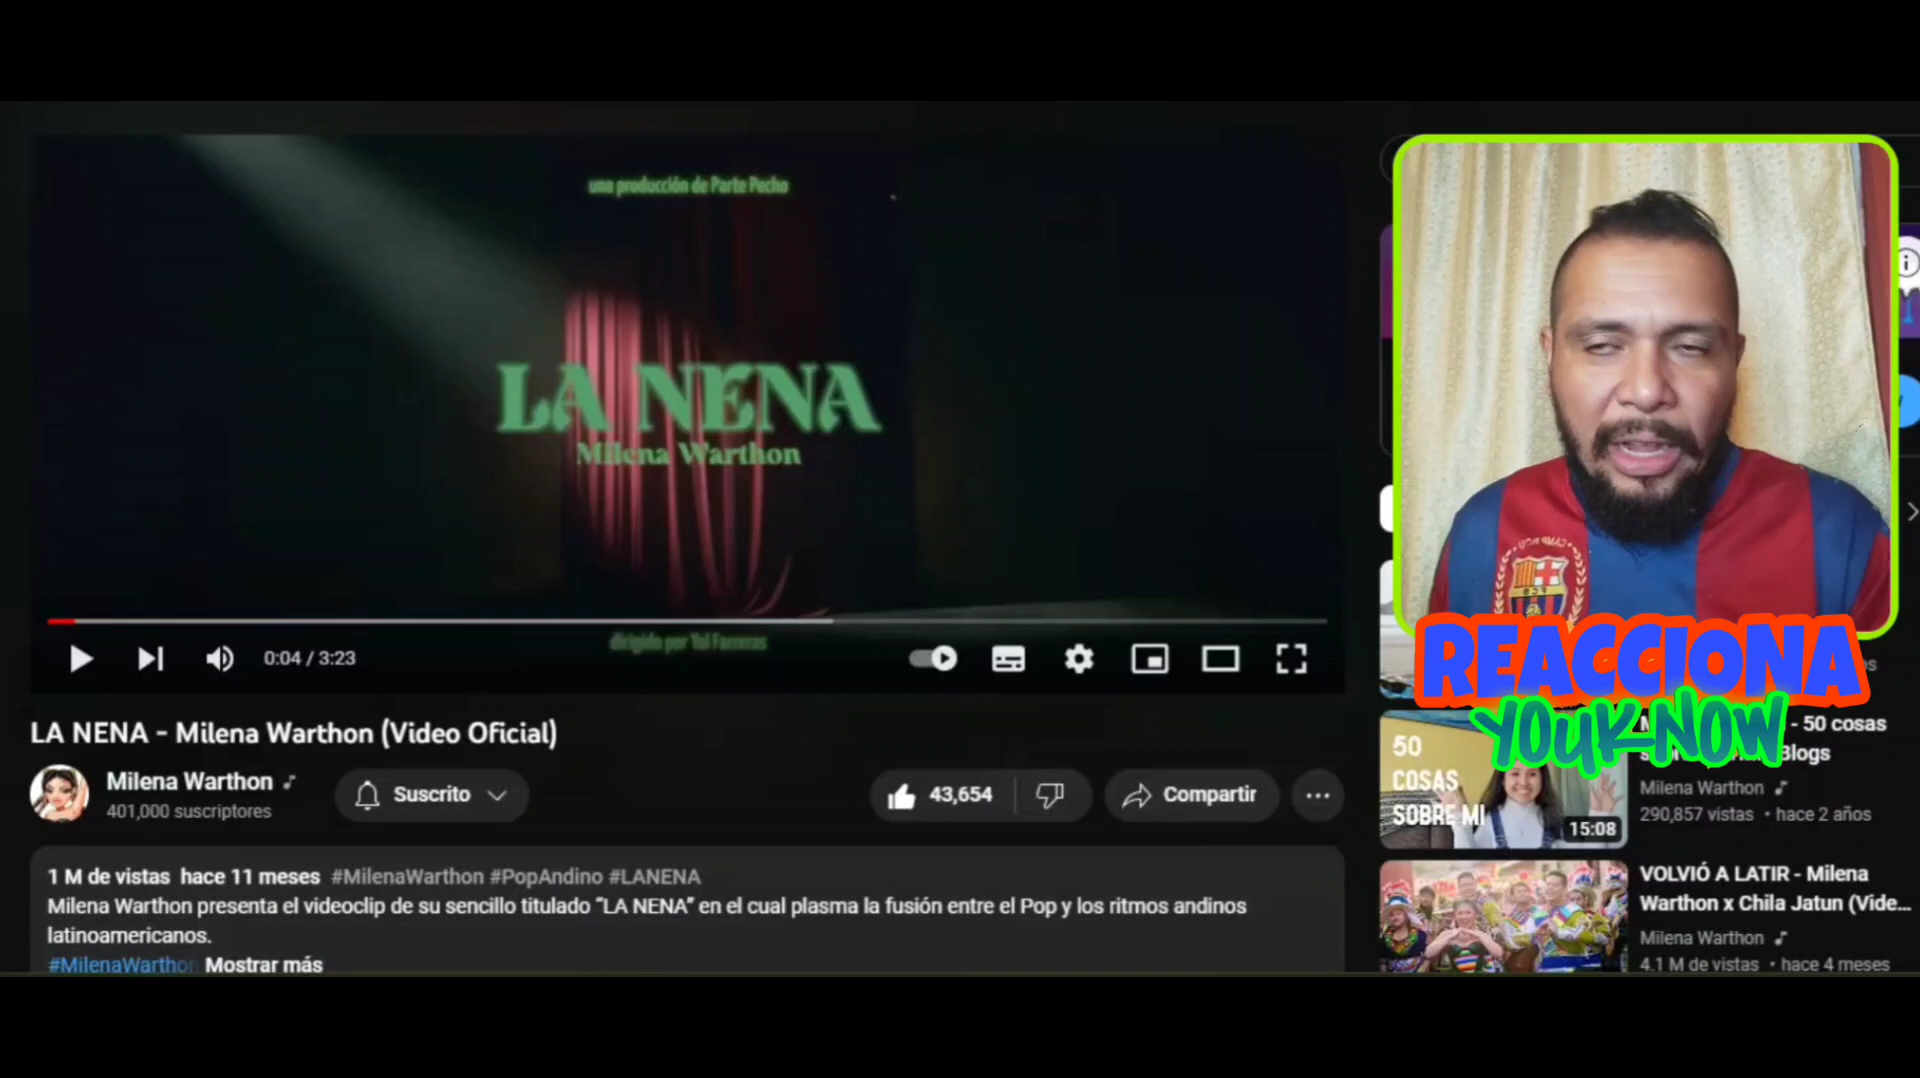 una producción de Parte Pecho
LA NENA
Milena Warthon
dirigido por Yul Farreras
0:04 / 3:23
LA NENA - Milena Warthon (Video Oficial)
Milena Warthon
401,000 suscriptores
Suscrito
43,654
Compartir
1 M de vistas hace 11 meses #MilenaWarthon #PopAndino #LANENA
Milena Warthon presenta el videoclip de su sencillo titulado "LA NENA" en el cual plasma la fusión entre el Pop y los ritmos andinos
latinoamericanos.
#MilenaWarthon Mostrar más
FCB
REACCIONA
YOUKNOW
50
COSAS
SOBRE MI
15:08
- 50 cosas
Blogs
Milena Warthon
290,857 vistas • hace 2 años
VOLVIÓ A LATIR - Milena
Warthon x Chila Jatun (Vide...
Milena Warthon
4.1 M de vistas • hace 4 meses